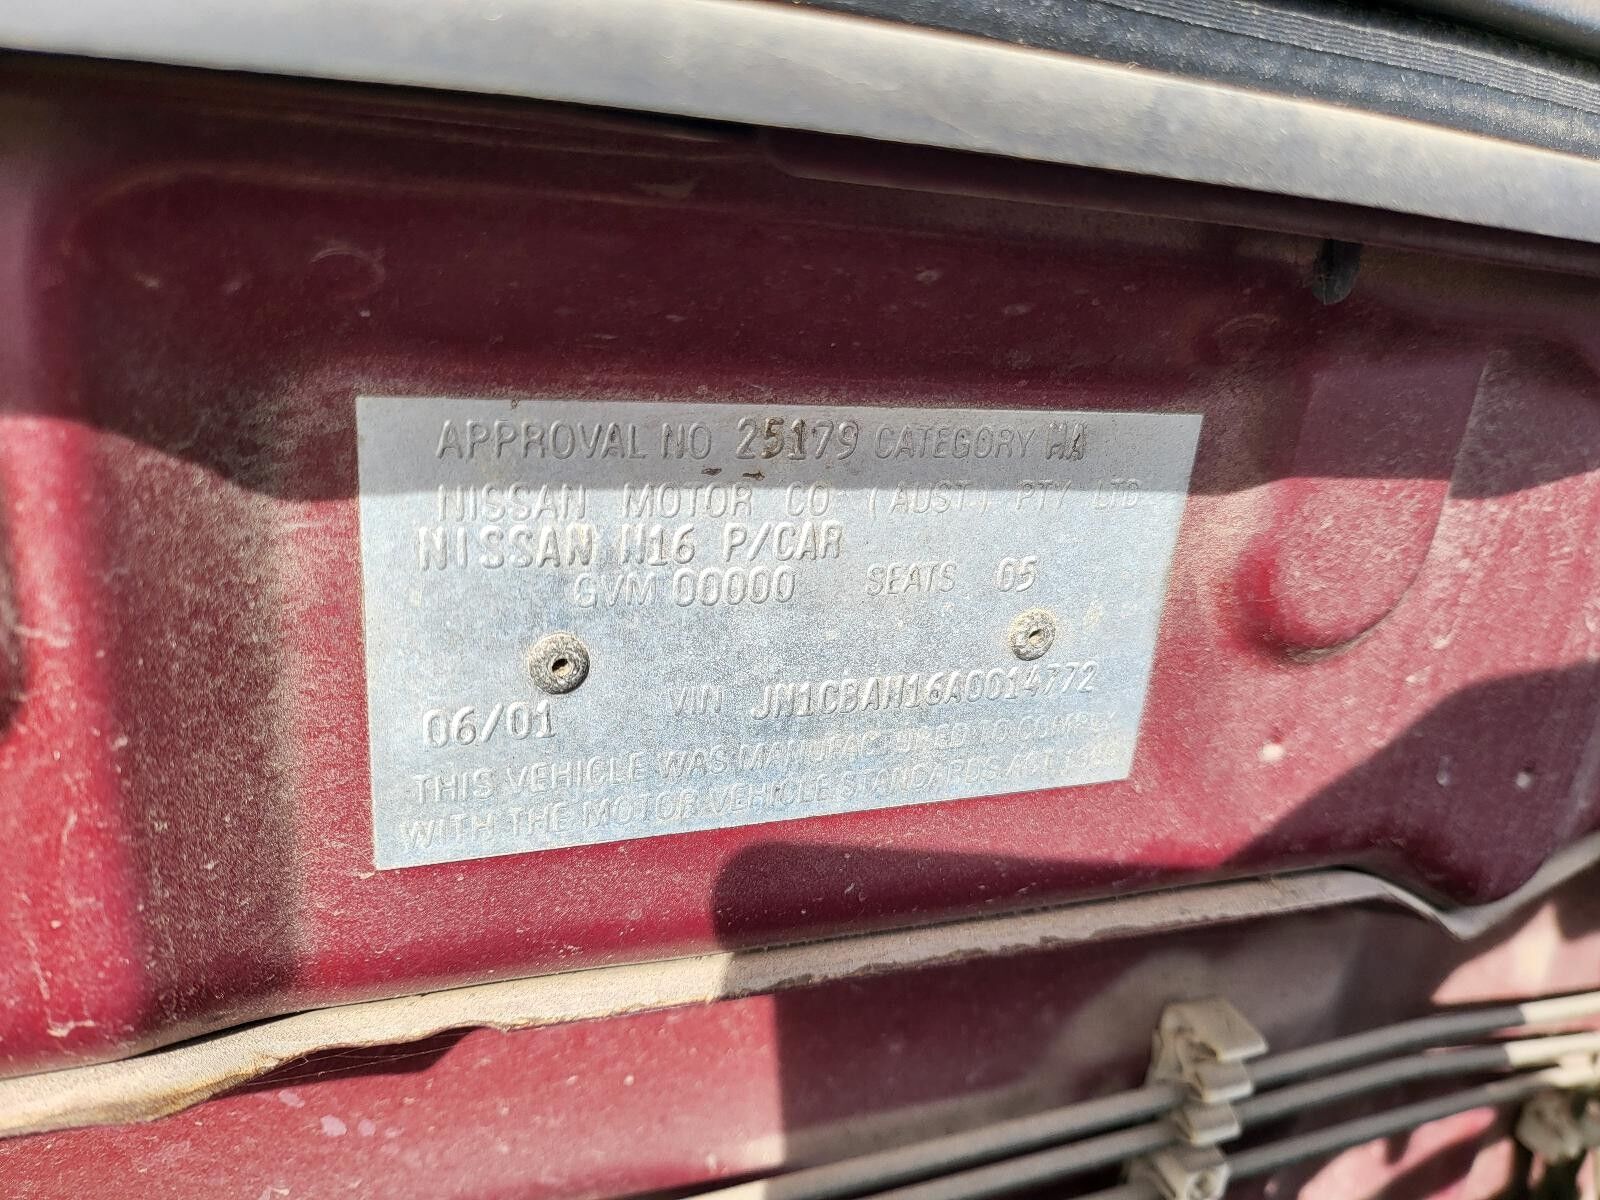 APPROVAL NO 25179 CATEGORY MA
NISSAN MOTOR CO (AUST.) PTY LTD
NISSAN N16 P/CAR
GVM 00000 SEATS 05
06/01 VIN JN1CBAN16A0014772
THIS VEHICLE WAS MANUFACTURED TO COMPLY
WITH THE MOTOR VEHICLE STANDARDS ACT 1989